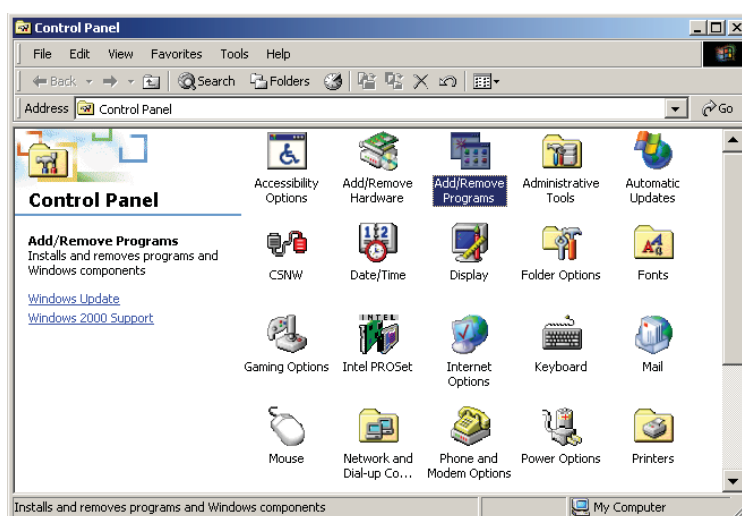 Control Panel
File Edit View Favorites Tools Help
Back Search Folders
Address Control Panel Go
Control Panel
Add/Remove Programs
Installs and removes programs and
Windows components
Windows Update
Windows 2000 Support
Accessibility
Options
Add/Remove
Hardware
Add/Remove
Programs
Administrative
Tools
Automatic
Updates
CSNW
Date/Time
Display
Folder Options
Fonts
Gaming Options
INTEL
Intel PROSet
Internet
Options
Keyboard
Mail
Mouse
Network and
Dial-up Co...
Phone and
Modem Options
Power Options
Printers
Installs and removes programs and Windows components
My Computer